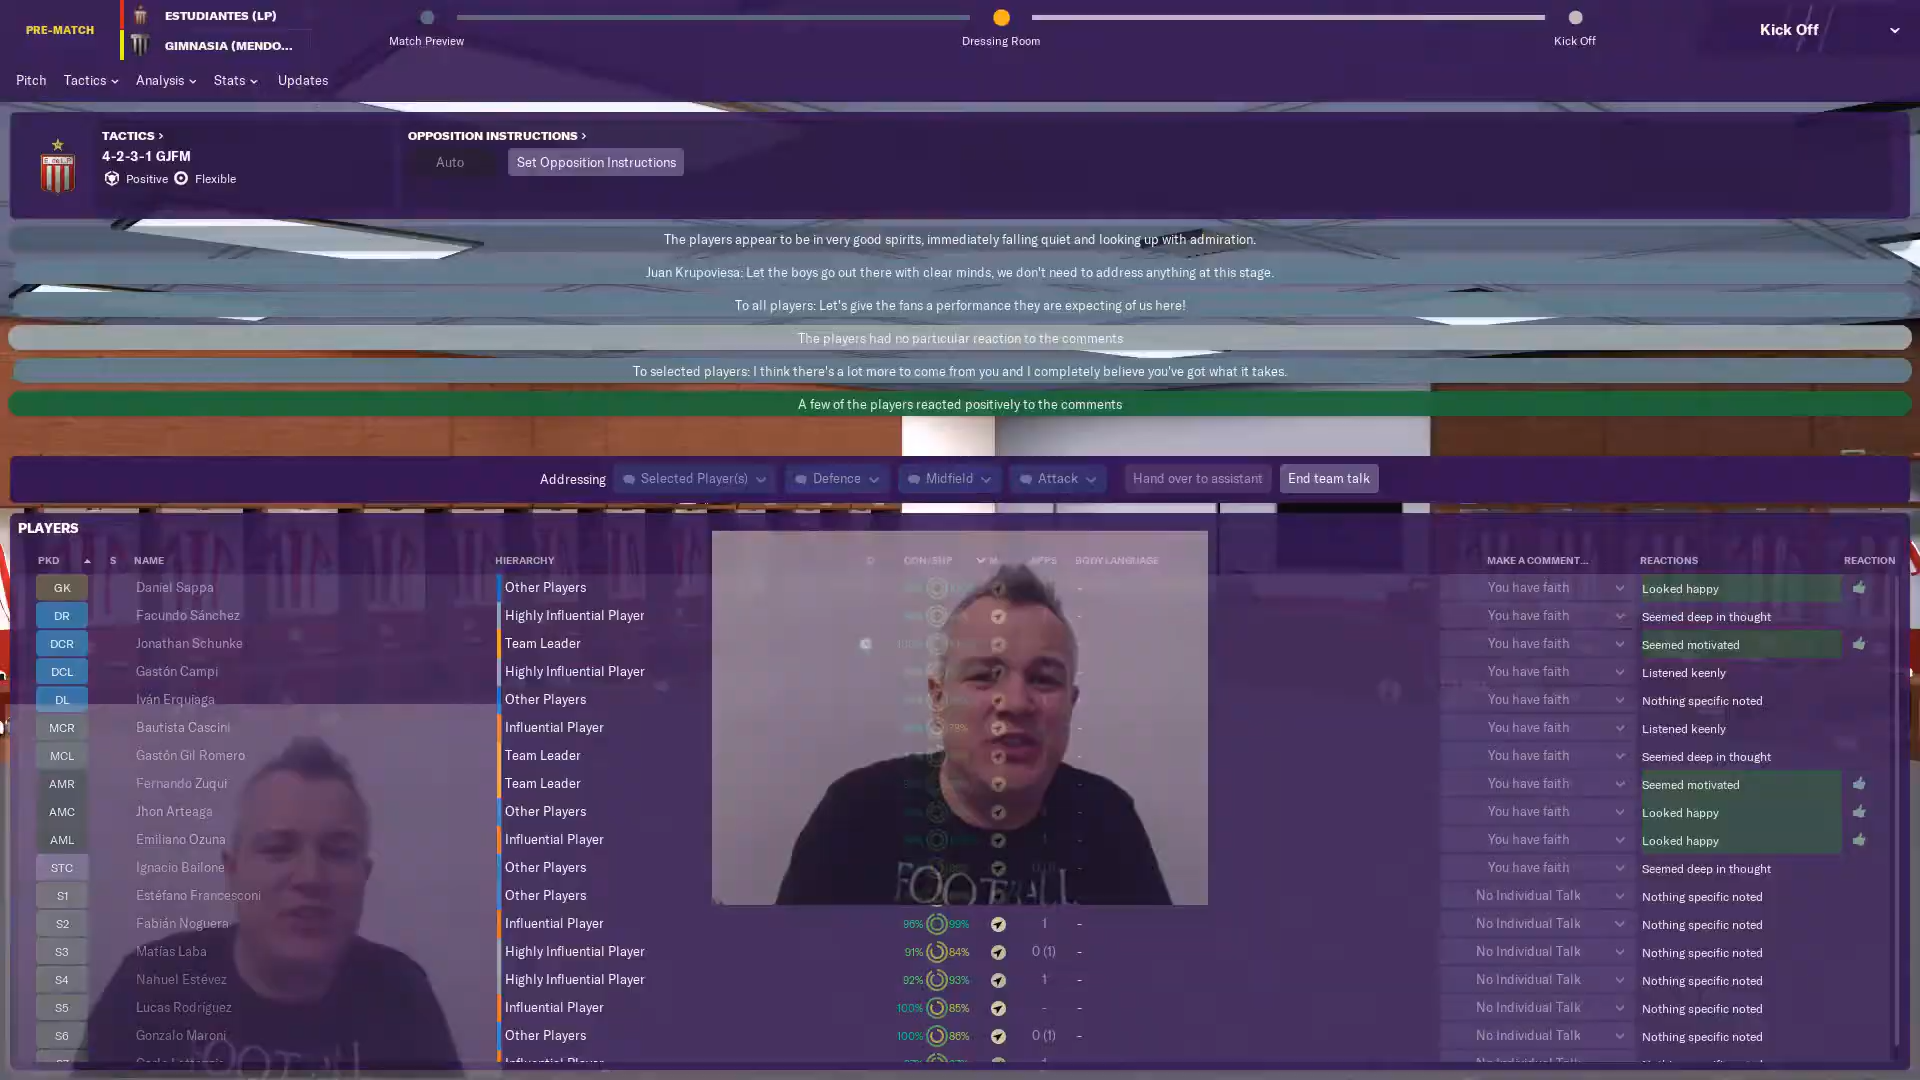 PRE-MATCH
ESTUDIANTES (LP)
GIMNASIA (MENDO...
Match Preview
Dressing Room
Kick Off
Kick Off
Pitch Tactics Analysis Stats Updates
TACTICS >
4-2-3-1 GJFM
Positive Flexible
OPPOSITION INSTRUCTIONS >
Auto Set Opposition Instructions
The players appear to be in very good spirits, immediately falling quiet and looking up with admiration.
Juan Krupoviesa: Let the boys go out there with clear minds, we don't need to address anything at this stage.
To all players: Let's give the fans a performance they are expecting of us here!
The players had no particular reaction to the comments
To selected players: I think there's a lot more to come from you and I completely believe you've got what it takes.
A few of the players reacted positively to the comments
Addressing Selected Player(s) Defence Midfield Attack Hand over to assistant End team talk
PLAYERS
PKD S NAME HIERARCHY BODY LANGUAGE MAKE A COMMENT... REACTIONS REACTION
GK Daniel Sappa Other Players - You have faith Looked happy
DR Facundo Sánchez Highly Influential Player - You have faith Seemed deep in thought
DCR Jonathan Schunke Team Leader - You have faith Seemed motivated
DCL Gastón Campi Highly Influential Player - You have faith Listened keenly
DL Iván Erquiaga Other Players - You have faith Nothing specific noted
MCR Bautista Cascini Influential Player - You have faith Listened keenly
MCL Gastón Gil Romero Team Leader - You have faith Seemed deep in thought
AMR Fernando Zuqui Team Leader - You have faith Seemed motivated
AMC Jhon Arteaga Other Players - You have faith Looked happy
AML Emiliano Ozuna Influential Player - You have faith Looked happy
STC Ignacio Bailone Other Players - You have faith Seemed deep in thought
S1 Estéfano Francesconi Other Players No Individual Talk Nothing specific noted
S2 Fabián Noguera Influential Player 96% 99% 1 - No Individual Talk Nothing specific noted
S3 Matías Laba Highly Influential Player 91% 84% 0 (1) - No Individual Talk Nothing specific noted
S4 Nahuel Estévez Highly Influential Player 92% 93% 1 - No Individual Talk Nothing specific noted
S5 Lucas Rodríguez Influential Player 100% 85% - - No Individual Talk Nothing specific noted
S6 Gonzalo Maroni Other Players 100% 86% 0 (1) - No Individual Talk Nothing specific noted
FOOTBALL